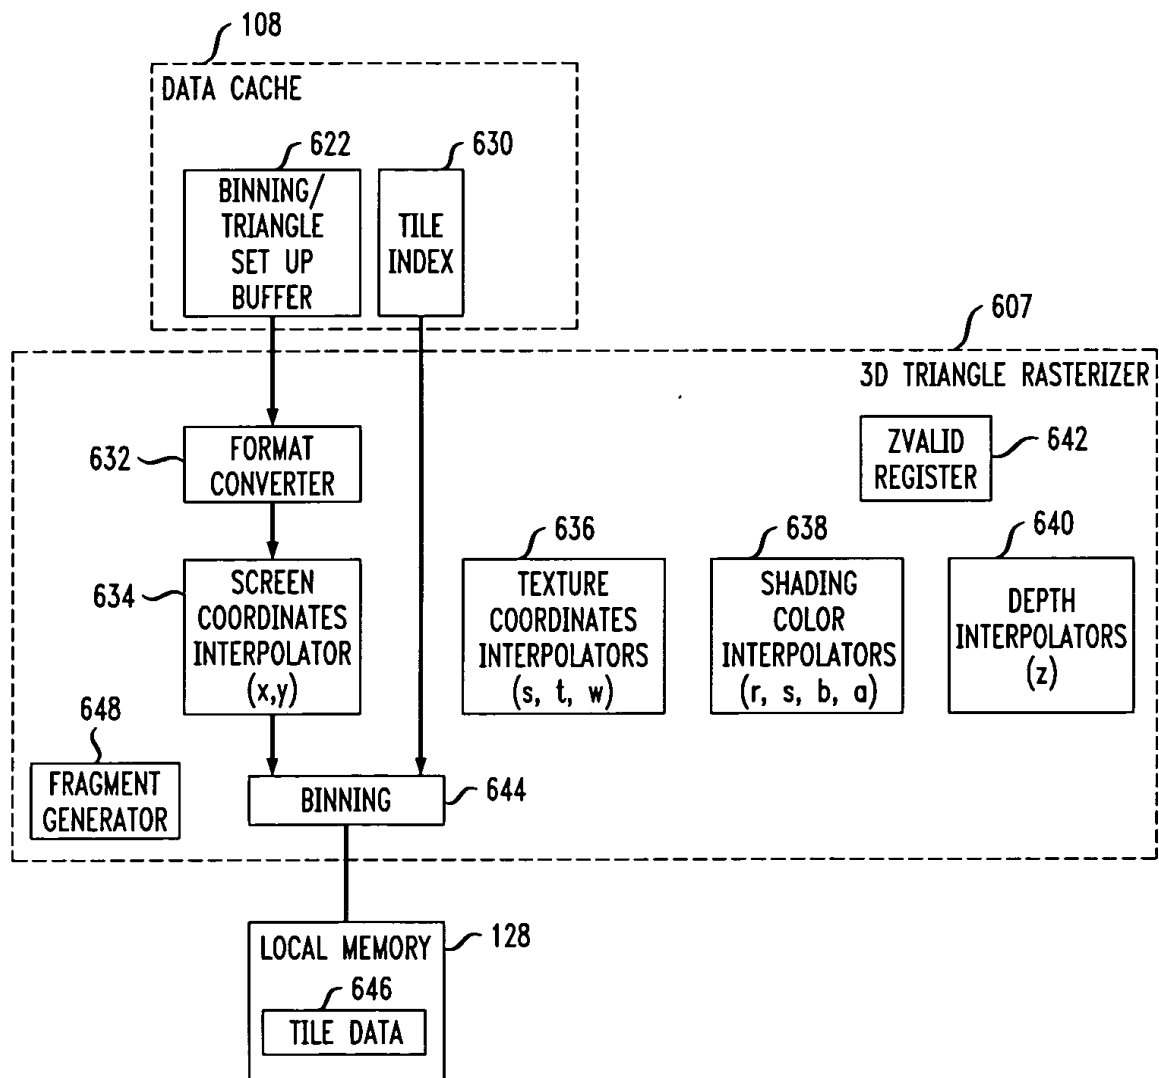 108
DATA CACHE
622
630
BINNING/
TRIANGLE
SET UP
BUFFER
TILE
INDEX
607
3D TRIANGLE RASTERIZER
632
FORMAT
CONVERTER
ZVALID
REGISTER
642
634
SCREEN
COORDINATES
INTERPOLATOR
(x,y)
636
TEXTURE
COORDINATES
INTERPOLATORS
(s, t, w)
638
SHADING
COLOR
INTERPOLATORS
(r, s, b, a)
640
DEPTH
INTERPOLATORS
(z)
648
FRAGMENT
GENERATOR
BINNING
644
LOCAL MEMORY
128
646
TILE DATA